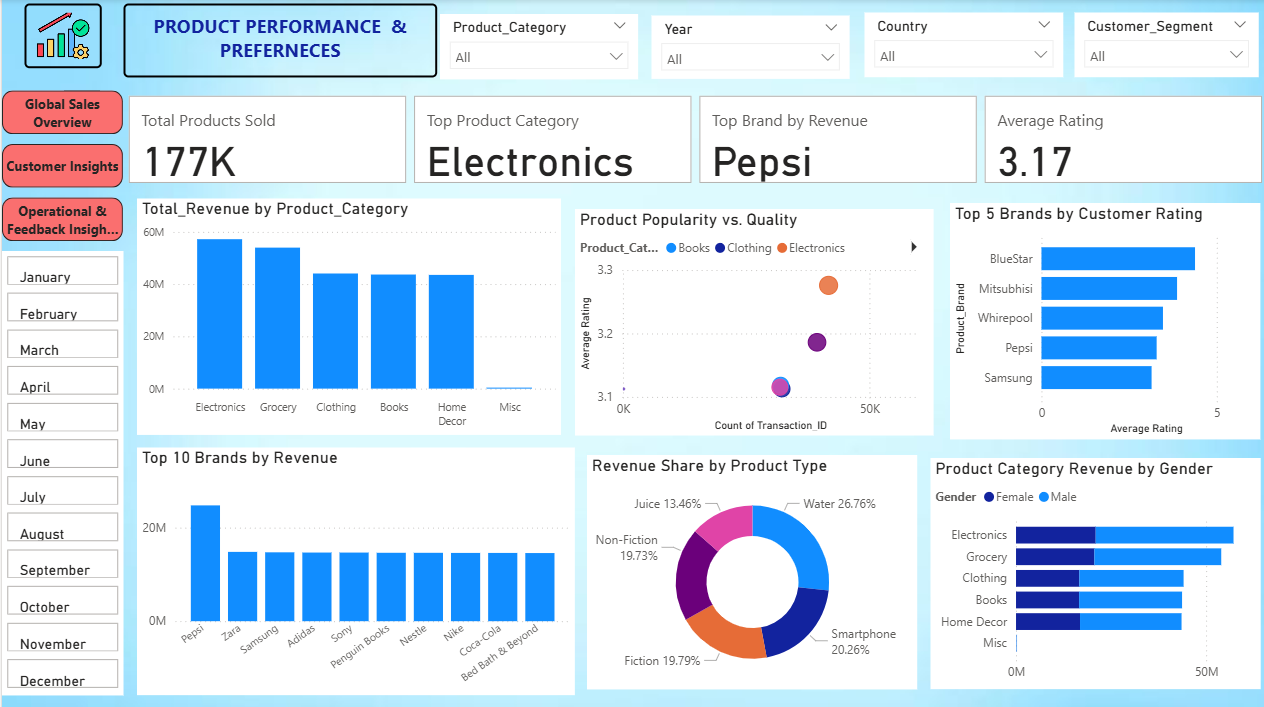 PRODUCT PERFORMANCE &
PREFERNECES
Product_Category
All
Year
All
Country
All
Customer_Segment
All
Global Sales
Overview
Customer Insights
Operational &
Feedback Insigh...
January
February
March
April
May
June
July
August
September
October
November
December
Total Products Sold
177K
Top Product Category
Electronics
Top Brand by Revenue
Pepsi
Average Rating
3.17
Total_Revenue by Product_Category
60M
40M
20M
0M
Electronics
Grocery
Clothing
Books
Home
Decor
Misc
Product Popularity vs. Quality
Product_Cat... Books Clothing Electronics
Average Rating
3.3
3.2
3.1
0K
50K
Count of Transaction_ID
Top 5 Brands by Customer Rating
Product_Brand
BlueStar
Mitsubhisi
Whirepool
Pepsi
Samsung
0
5
Average Rating
Top 10 Brands by Revenue
20M
0M
Pepsi
Zara
Samsung
Adidas
Sony
Penguin Books
Nestle
Nike
Coca-Cola
Bed Bath & Beyond
Revenue Share by Product Type
Juice 13.46%
Water 26.76%
Non-Fiction
19.73%
Smartphone
20.26%
Fiction 19.79%
Product Category Revenue by Gender
Gender Female Male
Electronics
Grocery
Clothing
Books
Home Decor
Misc
0M
50M